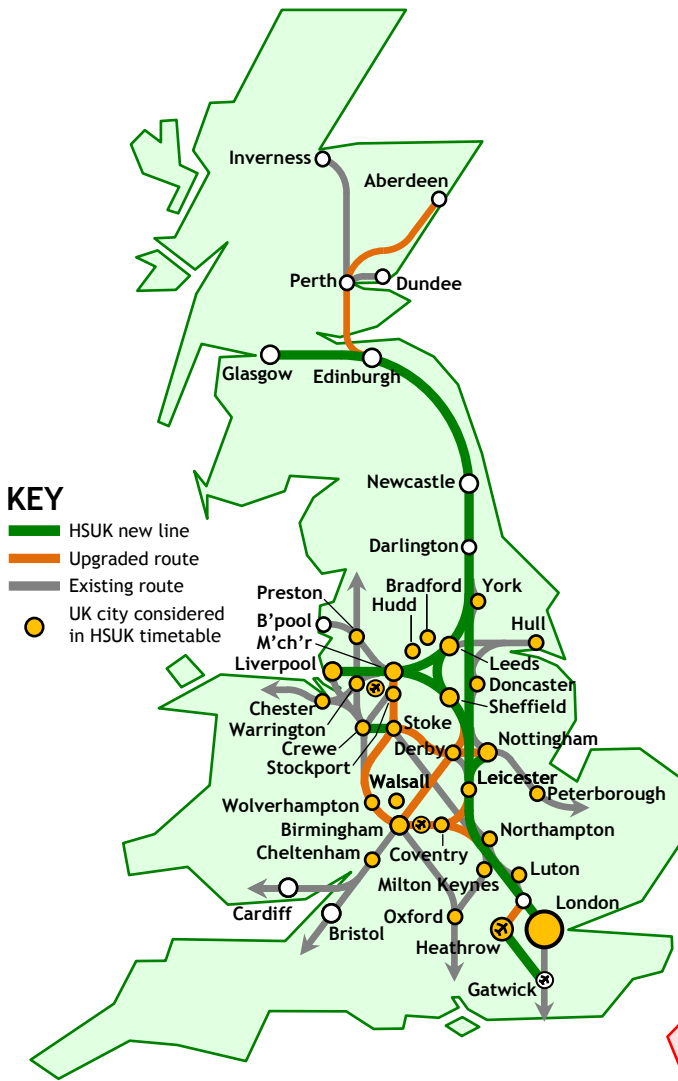 Inverness
Aberdeen
Perth
Dundee
Glasgow
Edinburgh
Newcastle
KEY
HSUK new line
Upgraded route
Existing route
UK city considered
in HSUK timetable
Darlington
Preston
Bradford
York
Hudd
B'pool
Hull
M'ch'r
Liverpool
Leeds
Doncaster
Chester
Sheffield
Warrington
Stoke
Crewe
Derby
Nottingham
Stockport
Walsall
Leicester
Peterborough
Wolverhampton
Birmingham
Northampton
Cheltenham
Coventry
Luton
Milton Keynes
London
Cardiff
Oxford
Bristol
Heathrow
Gatwick